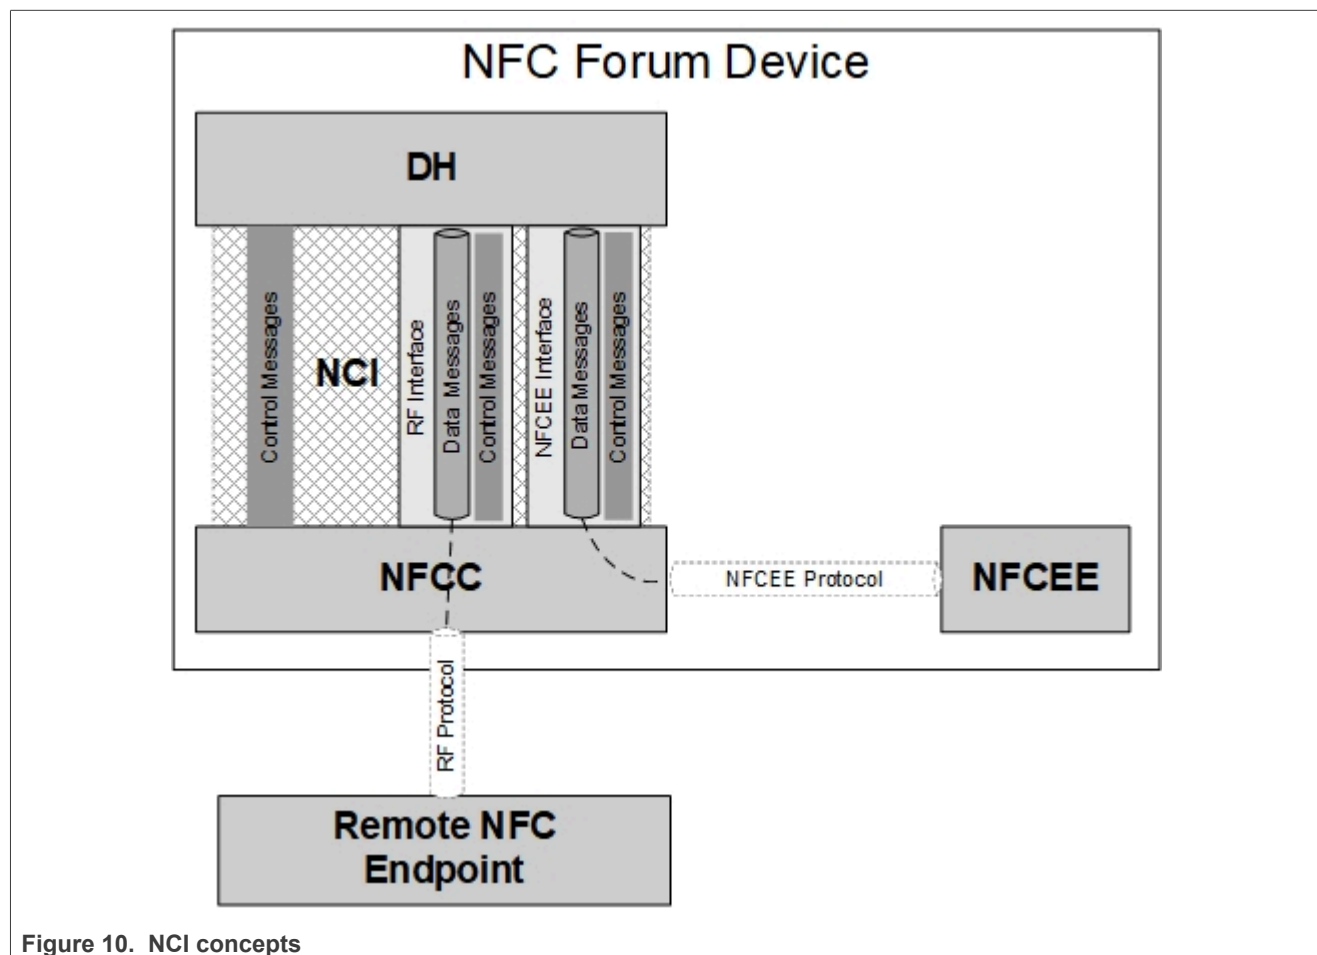 NFC Forum Device
DH
Control Messages
NCI
RF Interface
Data Messages
Control Messages
NFCEE Interface
Data Messages
Control Messages
NFCC
NFCEE Protocol
NFCEE
RF Protocol
Remote NFC
Endpoint
Figure 10. NCI concepts